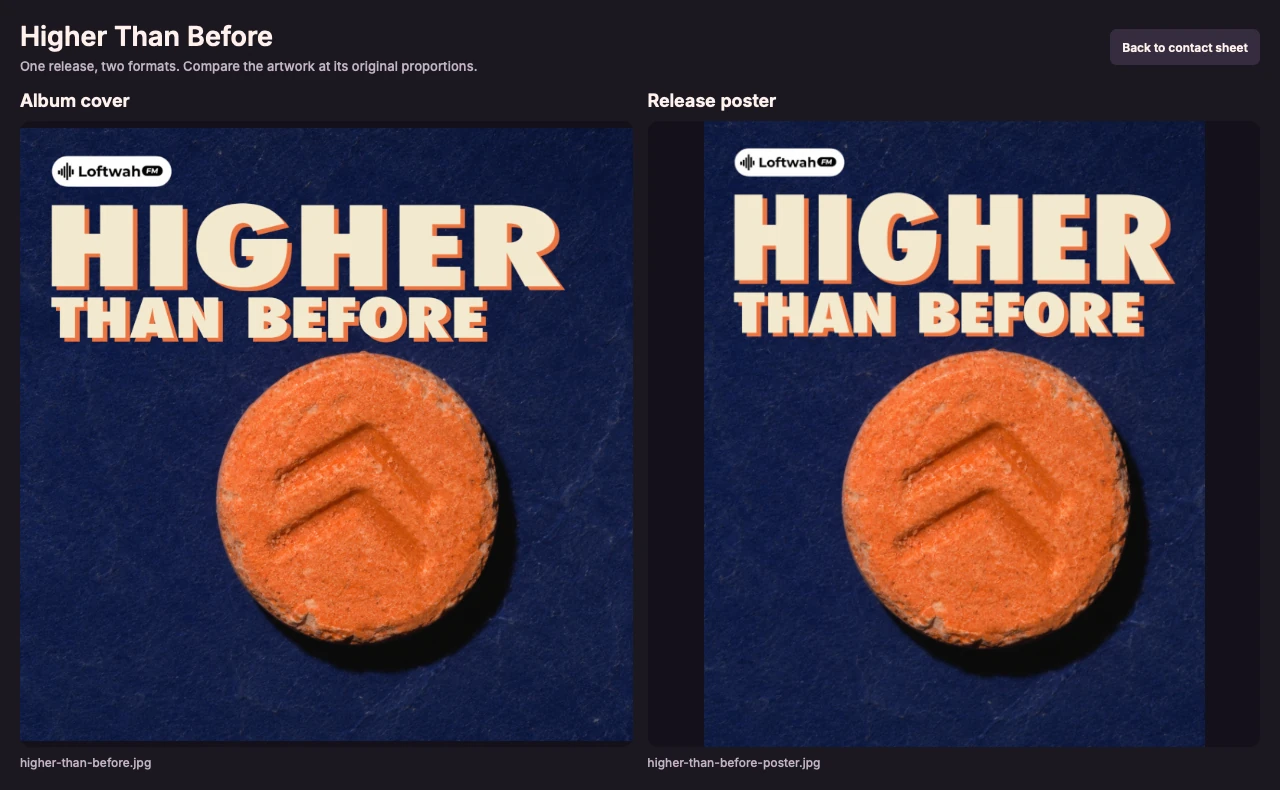 Higher Than Before
One release, two formats. Compare the artwork at its original proportions.
Back to contact sheet
Album cover
Loftwah FM
HIGHER
THAN BEFORE
higher-than-before.jpg
Release poster
Loftwah FM
HIGHER
THAN BEFORE
higher-than-before-poster.jpg